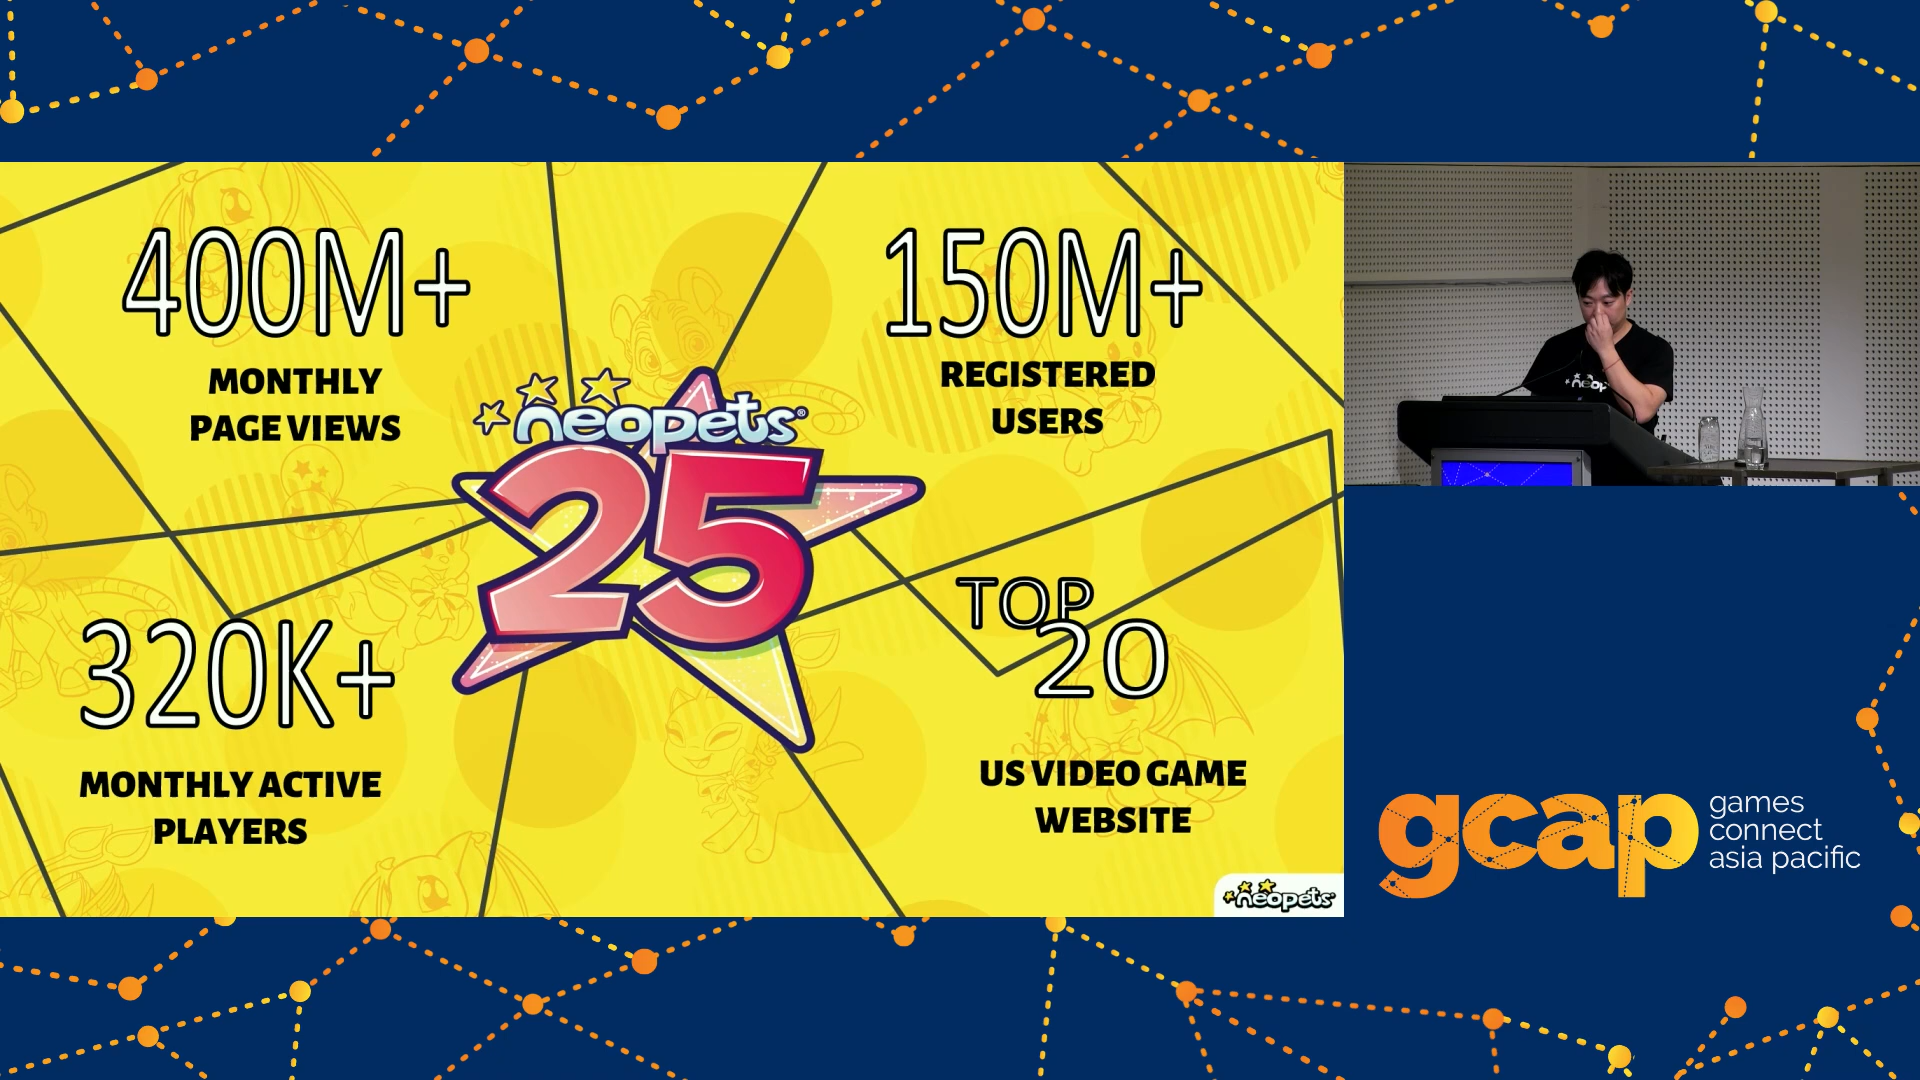 400M+
MONTHLY
PAGE VIEWS
150M+
REGISTERED
USERS
neopets®
25
320K+
MONTHLY ACTIVE
PLAYERS
TOP
20
US VIDEO GAME
WEBSITE
neopets
gcap
games
connect
asia pacific